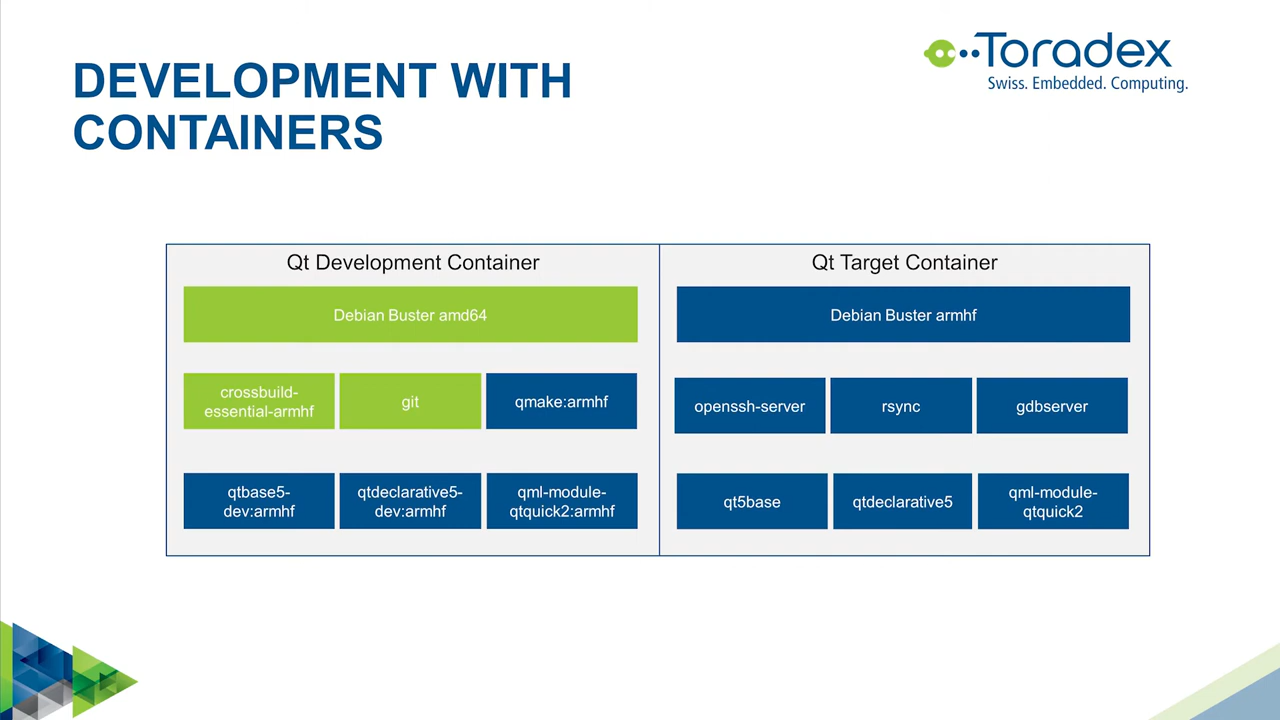 DEVELOPMENT WITH
CONTAINERS
Toradex
Swiss. Embedded. Computing.
Qt Development Container
Debian Buster amd64
crossbuild-
essential-armhf
git
qmake:armhf
qtbase5-
dev:armhf
qtdeclarative5-
dev:armhf
qml-module-
qtquick2:armhf
Qt Target Container
Debian Buster armhf
openssh-server
rsync
gdbserver
qt5base
qtdeclarative5
qml-module-
qtquick2